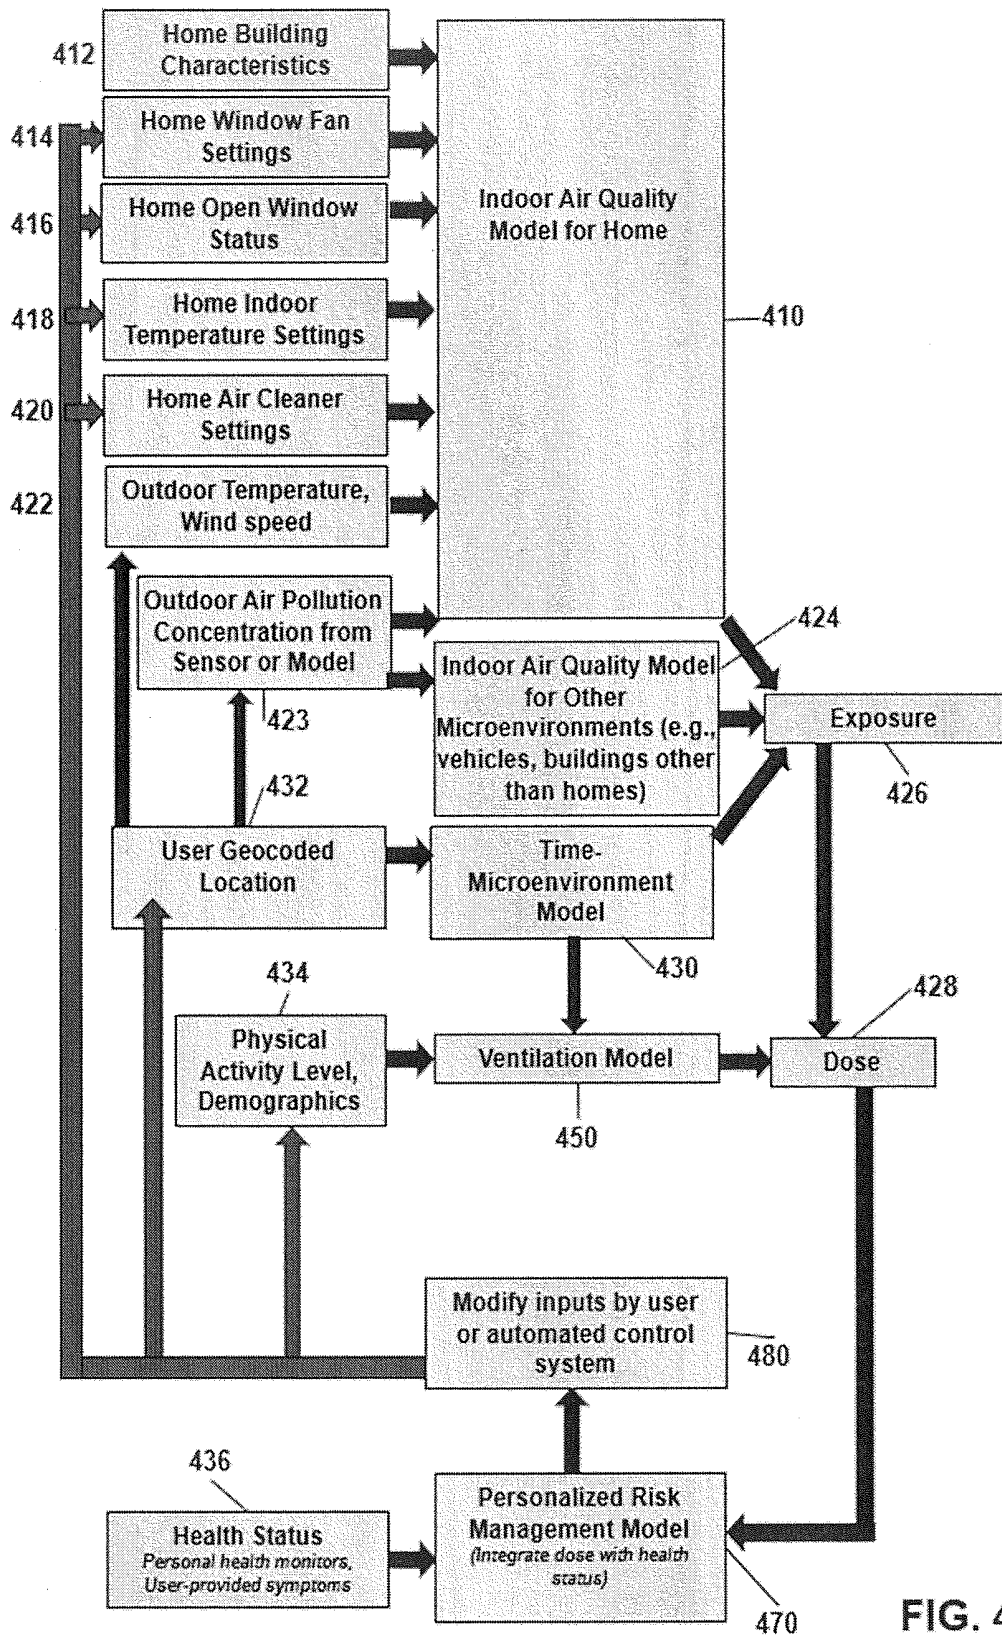 412
Home Building
Characteristics
414
Home Window Fan
Settings
416
Home Open Window
Status
418
Home Indoor
Temperature Settings
420
Home Air Cleaner
Settings
422
Outdoor Temperature,
Wind speed
Indoor Air Quality
Model for Home
410
Outdoor Air Pollution
Concentration from
Sensor or Model
423
424
Indoor Air Quality Model
for Other
Microenvironments (e.g.,
vehicles, buildings other
than homes)
Exposure
426
432
User Geocoded
Location
Time-
Microenvironment
Model
430
434
Physical
Activity Level,
Demographics
Ventilation Model
450
428
Dose
Modify inputs by user
or automated control
system
480
436
Health Status
Personal health monitors,
User-provided symptoms
Personalized Risk
Management Model
(Integrate dose with health
status)
470
FIG. 4